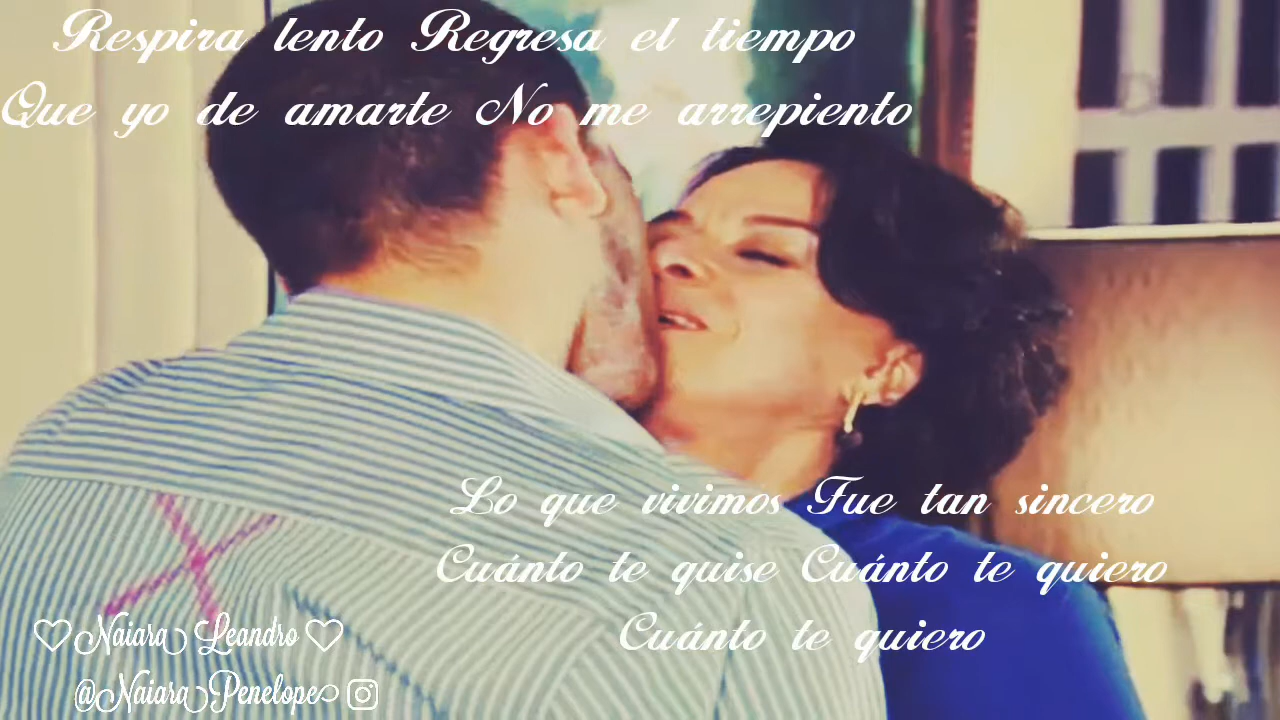 Respira lento Regresa el tiempo
Que yo de amarte No me arrepiento
Lo que vivimos Fue tan sincero
Cuánto te quise Cuánto te quiero
Cuánto te quiero
♡Naiara Leandro♡
@NaiaraPenelope